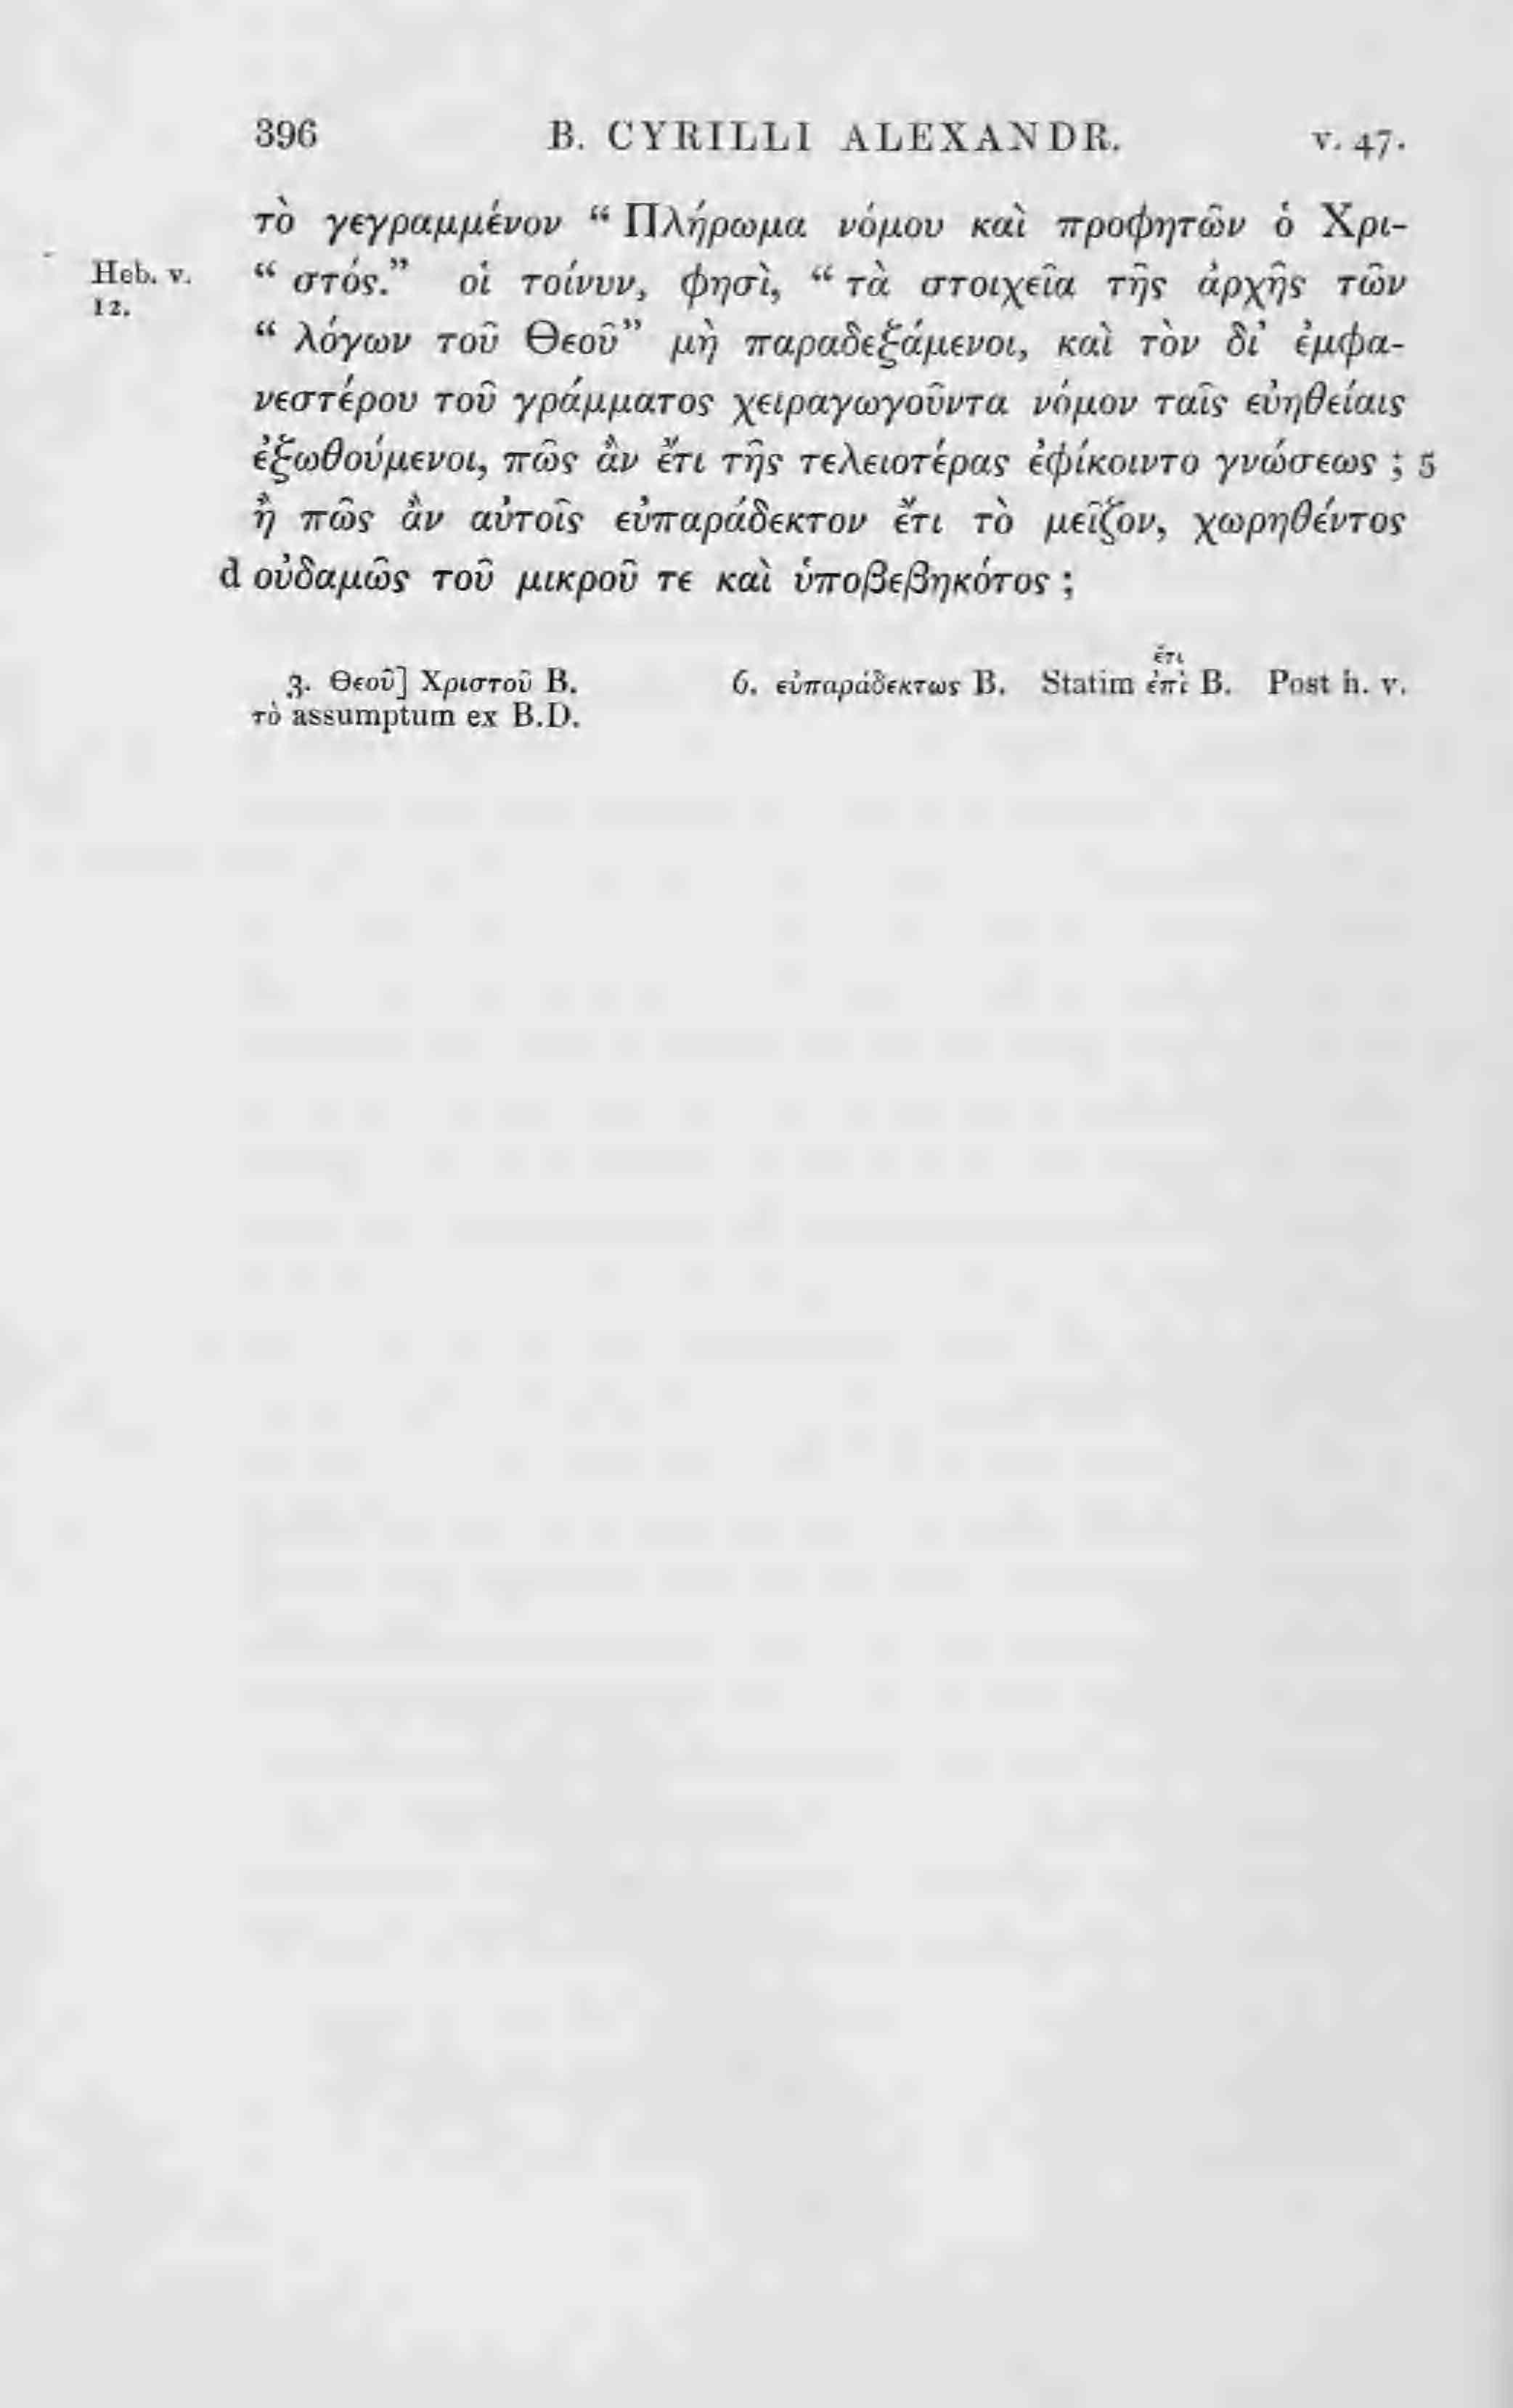 396 B. CYRILLI ALEXANDR. v. 47.
τὸ γεγραμμένον “ Πλήρωμα νόμου καὶ προφητῶν ὁ Χρι-
Heb. v. “ στός.” οἱ τοίνυν, φησὶ, “ τὰ στοιχεῖα τῆς ἀρχῆς τῶν
12.
“ λόγων τοῦ Θεοῦ” μὴ παραδεξάμενοι, καὶ τὸν δι’ ἐμφα-
νεστέρου τοῦ γράμματος χειραγωγοῦντα νόμον ταῖς εὐηθείαις
ἐξωθούμενοι, πῶς ἂν ἔτι τῆς τελειοτέρας ἐφίκοιντο γνώσεως ; 5
ἢ πῶς ἂν αὐτοῖς εὐπαράδεκτον ἔτι τὸ μεῖζον, χωρηθέντος
d οὐδαμῶς τοῦ μικροῦ τε καὶ ὑποβεβηκότος ;
ἔτι
3. Θεοῦ] Χριστοῦ B. 6. εὐπαράδεκτως B. Statim ἐπὶ B. Post h. v.
τὸ assumptum ex B.D.